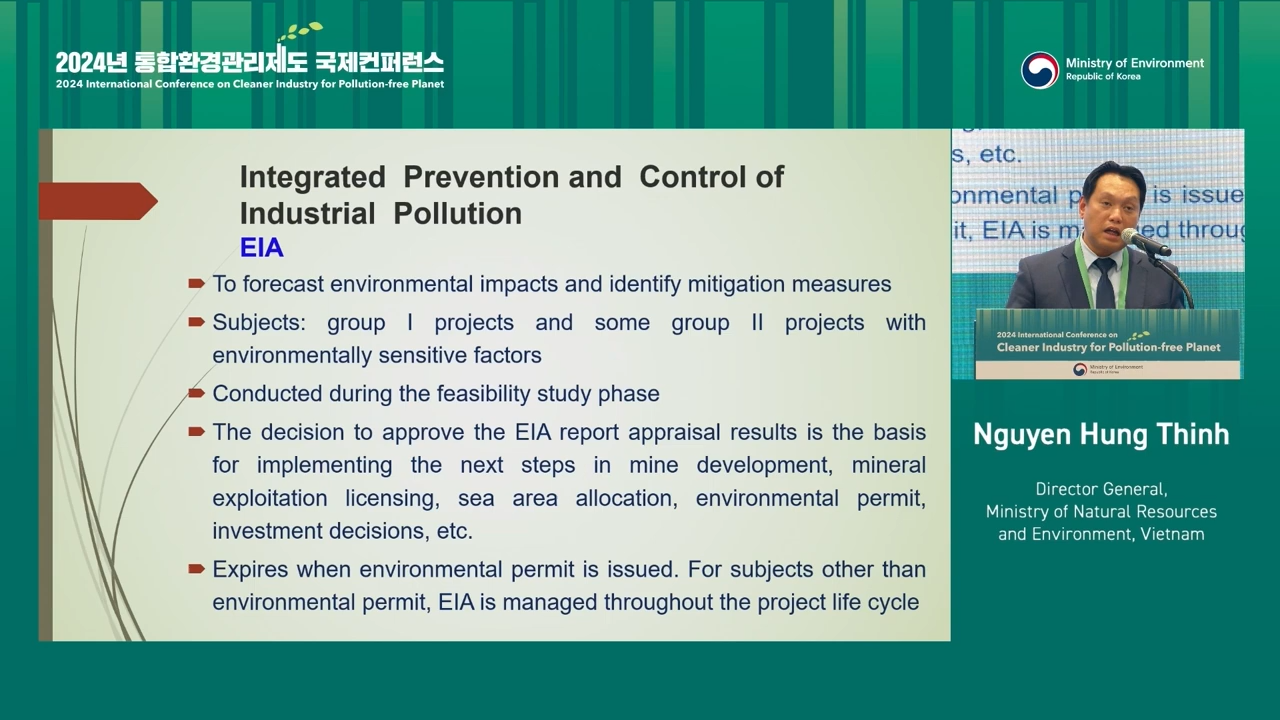 2024년 통합환경관리제도 국제컨퍼런스
2024 International Conference on Cleaner Industry for Pollution-free Planet
Ministry of Environment
Republic of Korea
Integrated Prevention and Control of
Industrial Pollution
EIA
To forecast environmental impacts and identify mitigation measures
Subjects: group I projects and some group II projects with
environmentally sensitive factors
Conducted during the feasibility study phase
The decision to approve the EIA report appraisal results is the basis
for implementing the next steps in mine development, mineral
exploitation licensing, sea area allocation, environmental permit,
investment decisions, etc.
Expires when environmental permit is issued. For subjects other than
environmental permit, EIA is managed throughout the project life cycle
s, etc.
onmental p is issue
it, EIA is m ed throug
2024 International Conference on
Cleaner Industry for Pollution-free Planet
Ministry of Environment
Republic of Korea
Nguyen Hung Thinh
Director General,
Ministry of Natural Resources
and Environment, Vietnam